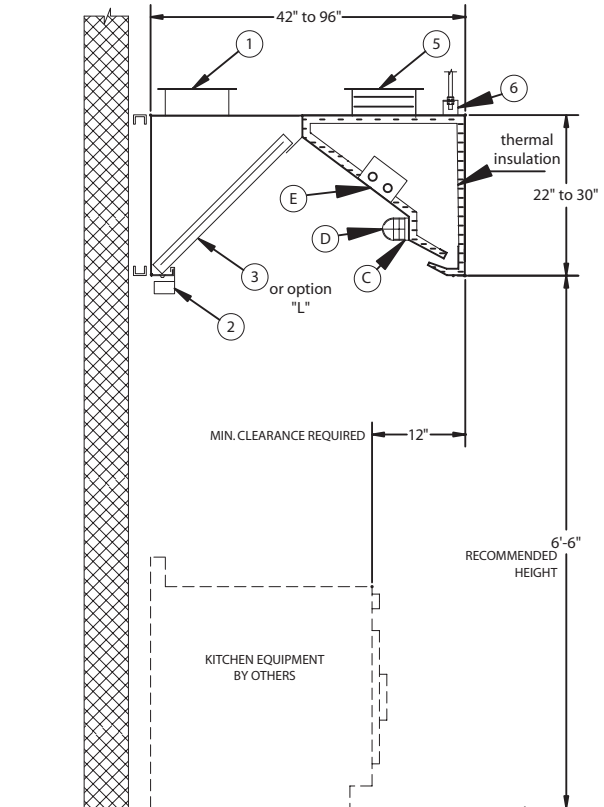 42" to 96"
1
5
6
thermal
insulation
22" to 30"
E
D
C
3
or option
"L"
2
MIN. CLEARANCE REQUIRED
12"
6'-6"
RECOMMENDED
HEIGHT
KITCHEN EQUIPMENT
BY OTHERS